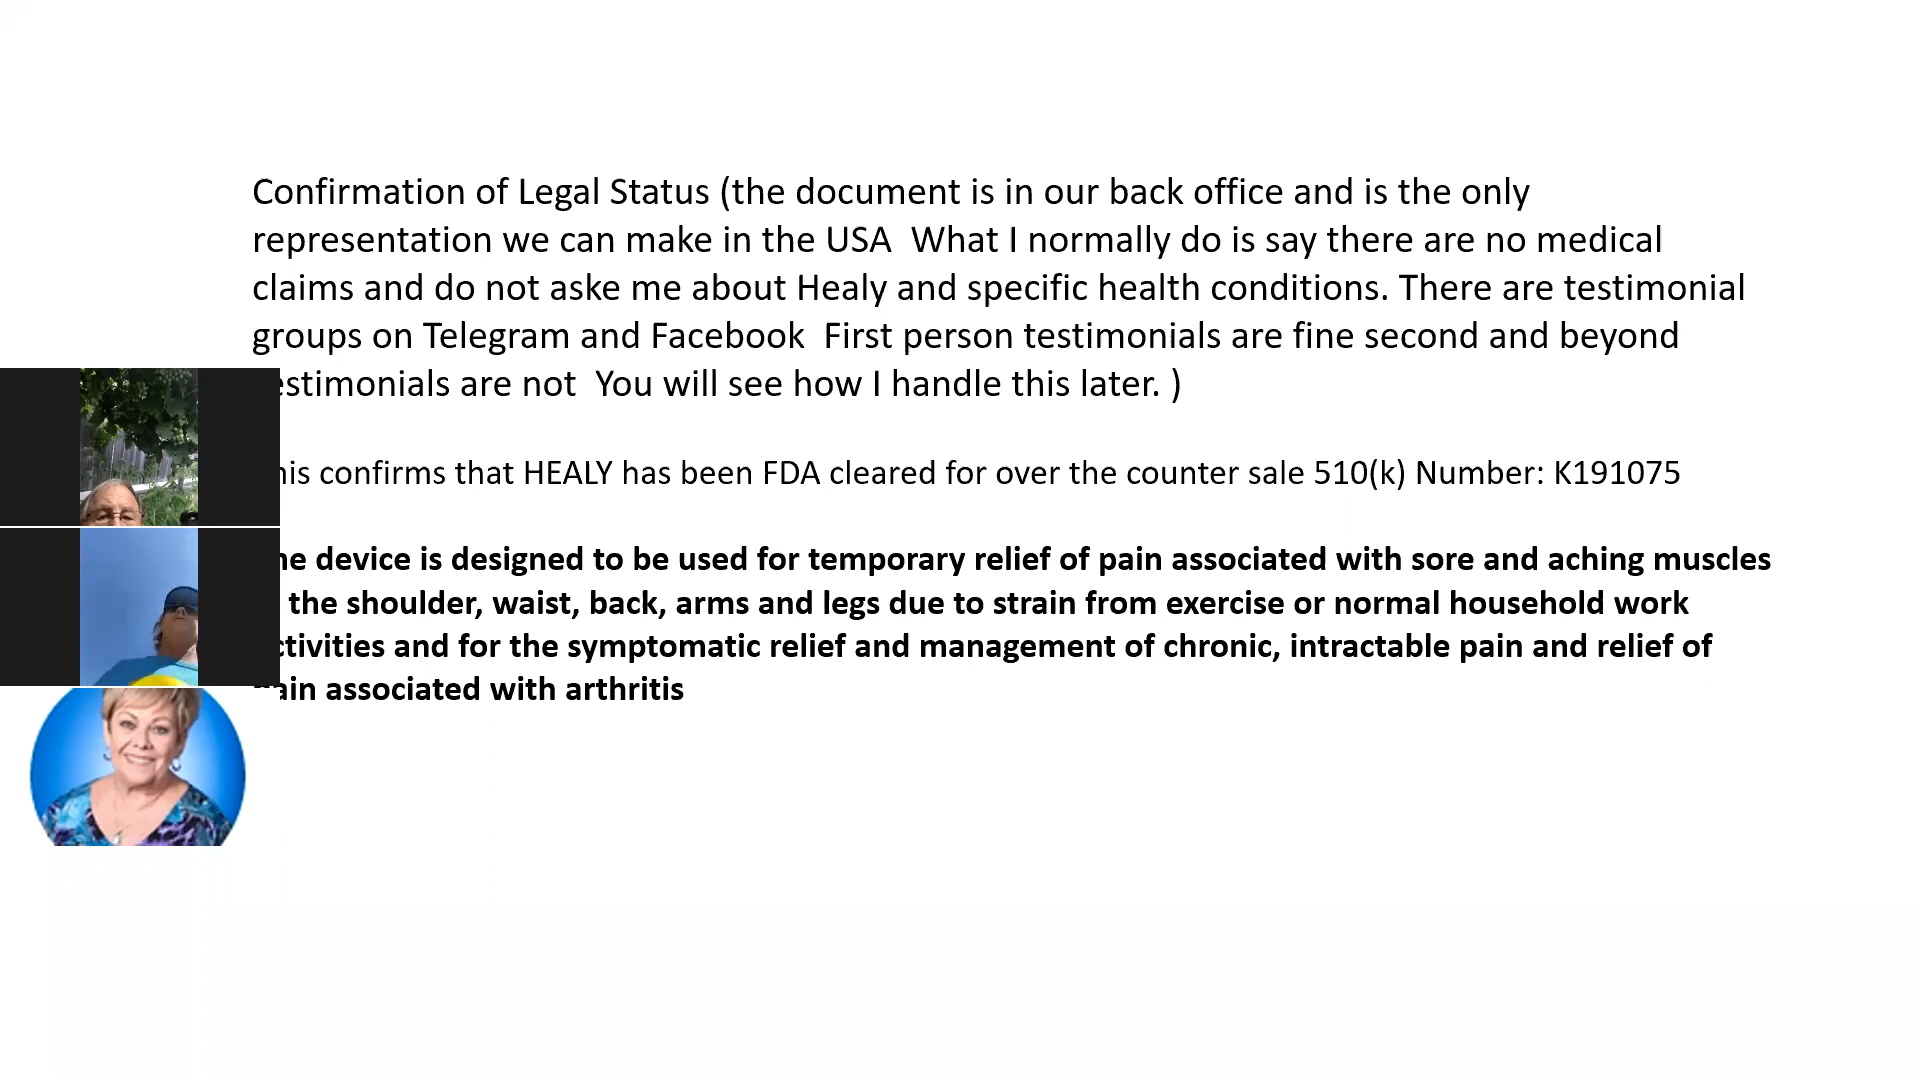 Confirmation of Legal Status (the document is in our back office and is the only
representation we can make in the USA  What I normally do is say there are no medical
claims and do not aske me about Healy and specific health conditions. There are testimonial
groups on Telegram and Facebook  First person testimonials are fine second and beyond
estimonials are not  You will see how I handle this later. )
his confirms that HEALY has been FDA cleared for over the counter sale 510(k) Number: K191075
he device is designed to be used for temporary relief of pain associated with sore and aching muscles
the shoulder, waist, back, arms and legs due to strain from exercise or normal household work
ctivities and for the symptomatic relief and management of chronic, intractable pain and relief of
ain associated with arthritis